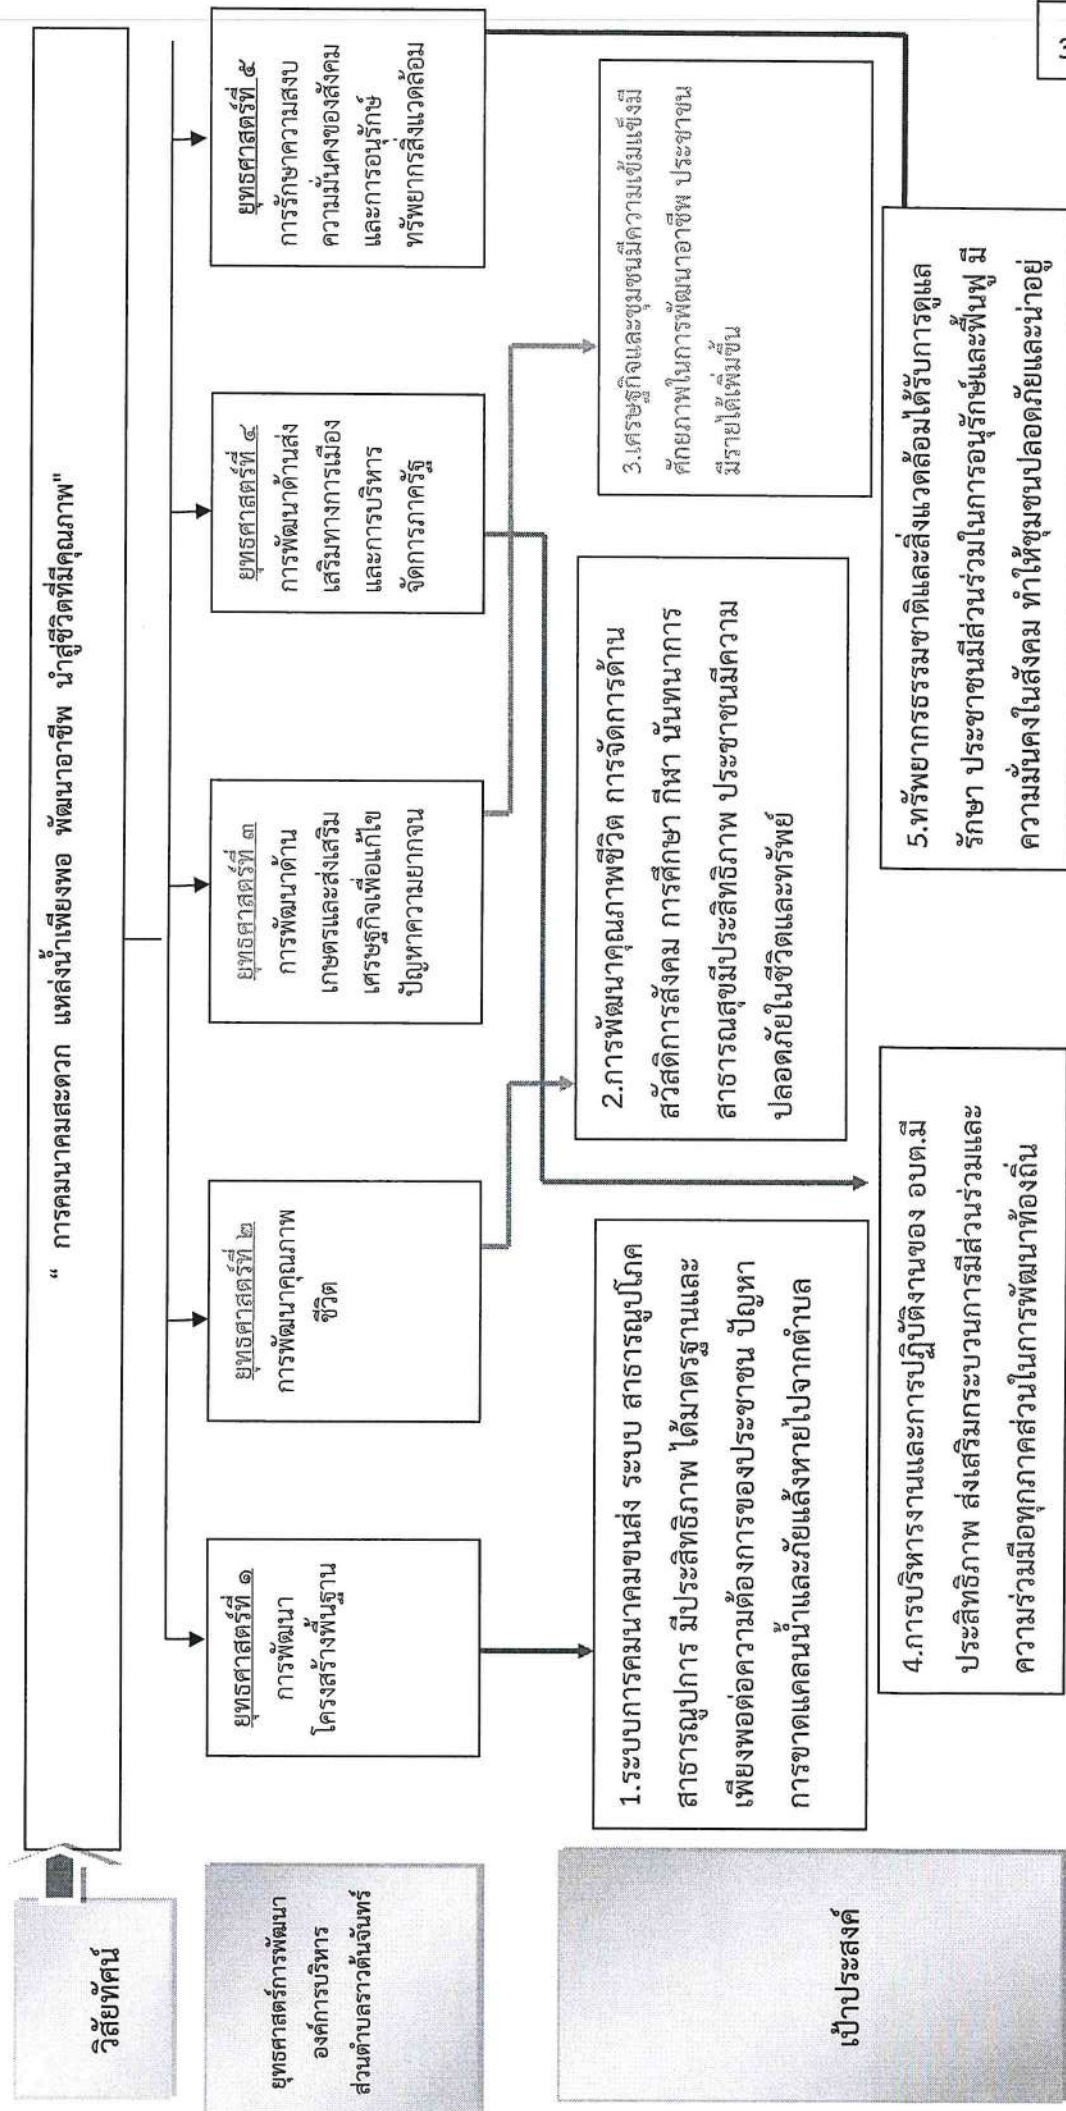 วิสัยทัศน์
“ การคมนาคมสะดวก แหล่งน้ำเพียงพอ พัฒนาอาชีพ นำสู่ชีวิตที่มีคุณภาพ"
ยุทธศาสตร์การพัฒนา
องค์การบริหาร
ส่วนตำบลราวต้นจันทร์
ยุทธศาสตร์ที่ ๑
การพัฒนา
โครงสร้างพื้นฐาน
ยุทธศาสตร์ที่ ๒
การพัฒนาคุณภาพ
ชีวิต
ยุทธศาสตร์ที่ ๓
การพัฒนาด้าน
เกษตรและส่งเสริม
เศรษฐกิจเพื่อแก้ไข
ปัญหาความยากจน
ยุทธศาสตร์ที่ ๔
การพัฒนาด้านส่ง
เสริมทางการเมือง
และการบริหาร
จัดการภาครัฐ
ยุทธศาสตร์ที่ ๕
การรักษาความสงบ
ความมั่นคงของสังคม
และการอนุรักษ์
ทรัพยากรสิ่งแวดล้อม
เป้าประสงค์
1.ระบบการคมนาคมขนส่ง ระบบ สาธารณูปโภค
สาธารณูปการ มีประสิทธิภาพ ได้มาตรฐานและ
เพียงพอต่อความต้องการของประชาชน ปัญหา
การขาดแคลนน้ำและภัยแล้งหายไปจากตำบล
2.การพัฒนาคุณภาพชีวิต การจัดการด้าน
สวัสดิการสังคม การศึกษา กีฬา นันทนาการ
สาธารณสุขมีประสิทธิภาพ ประชาชนมีความ
ปลอดภัยในชีวิตและทรัพย์
3.เศรษฐกิจและชุมชนมีความเข้มแข็งมี
ศักยภาพในการพัฒนาอาชีพ ประชาชน
มีรายได้เพิ่มขึ้น
4.การบริหารงานและการปฏิบัติงานของ อบต.มี
ประสิทธิภาพ ส่งเสริมกระบวนการมีส่วนร่วมและ
ความร่วมมือทุกภาคส่วนในการพัฒนาท้องถิ่น
5.ทรัพยากรธรรมชาติและสิ่งแวดล้อมได้รับการดูแล
รักษา ประชาชนมีส่วนร่วมในการอนุรักษ์และฟื้นฟู มี
ความมั่นคงในสังคม ทำให้ชุมชนปลอดภัยและน่าอยู่